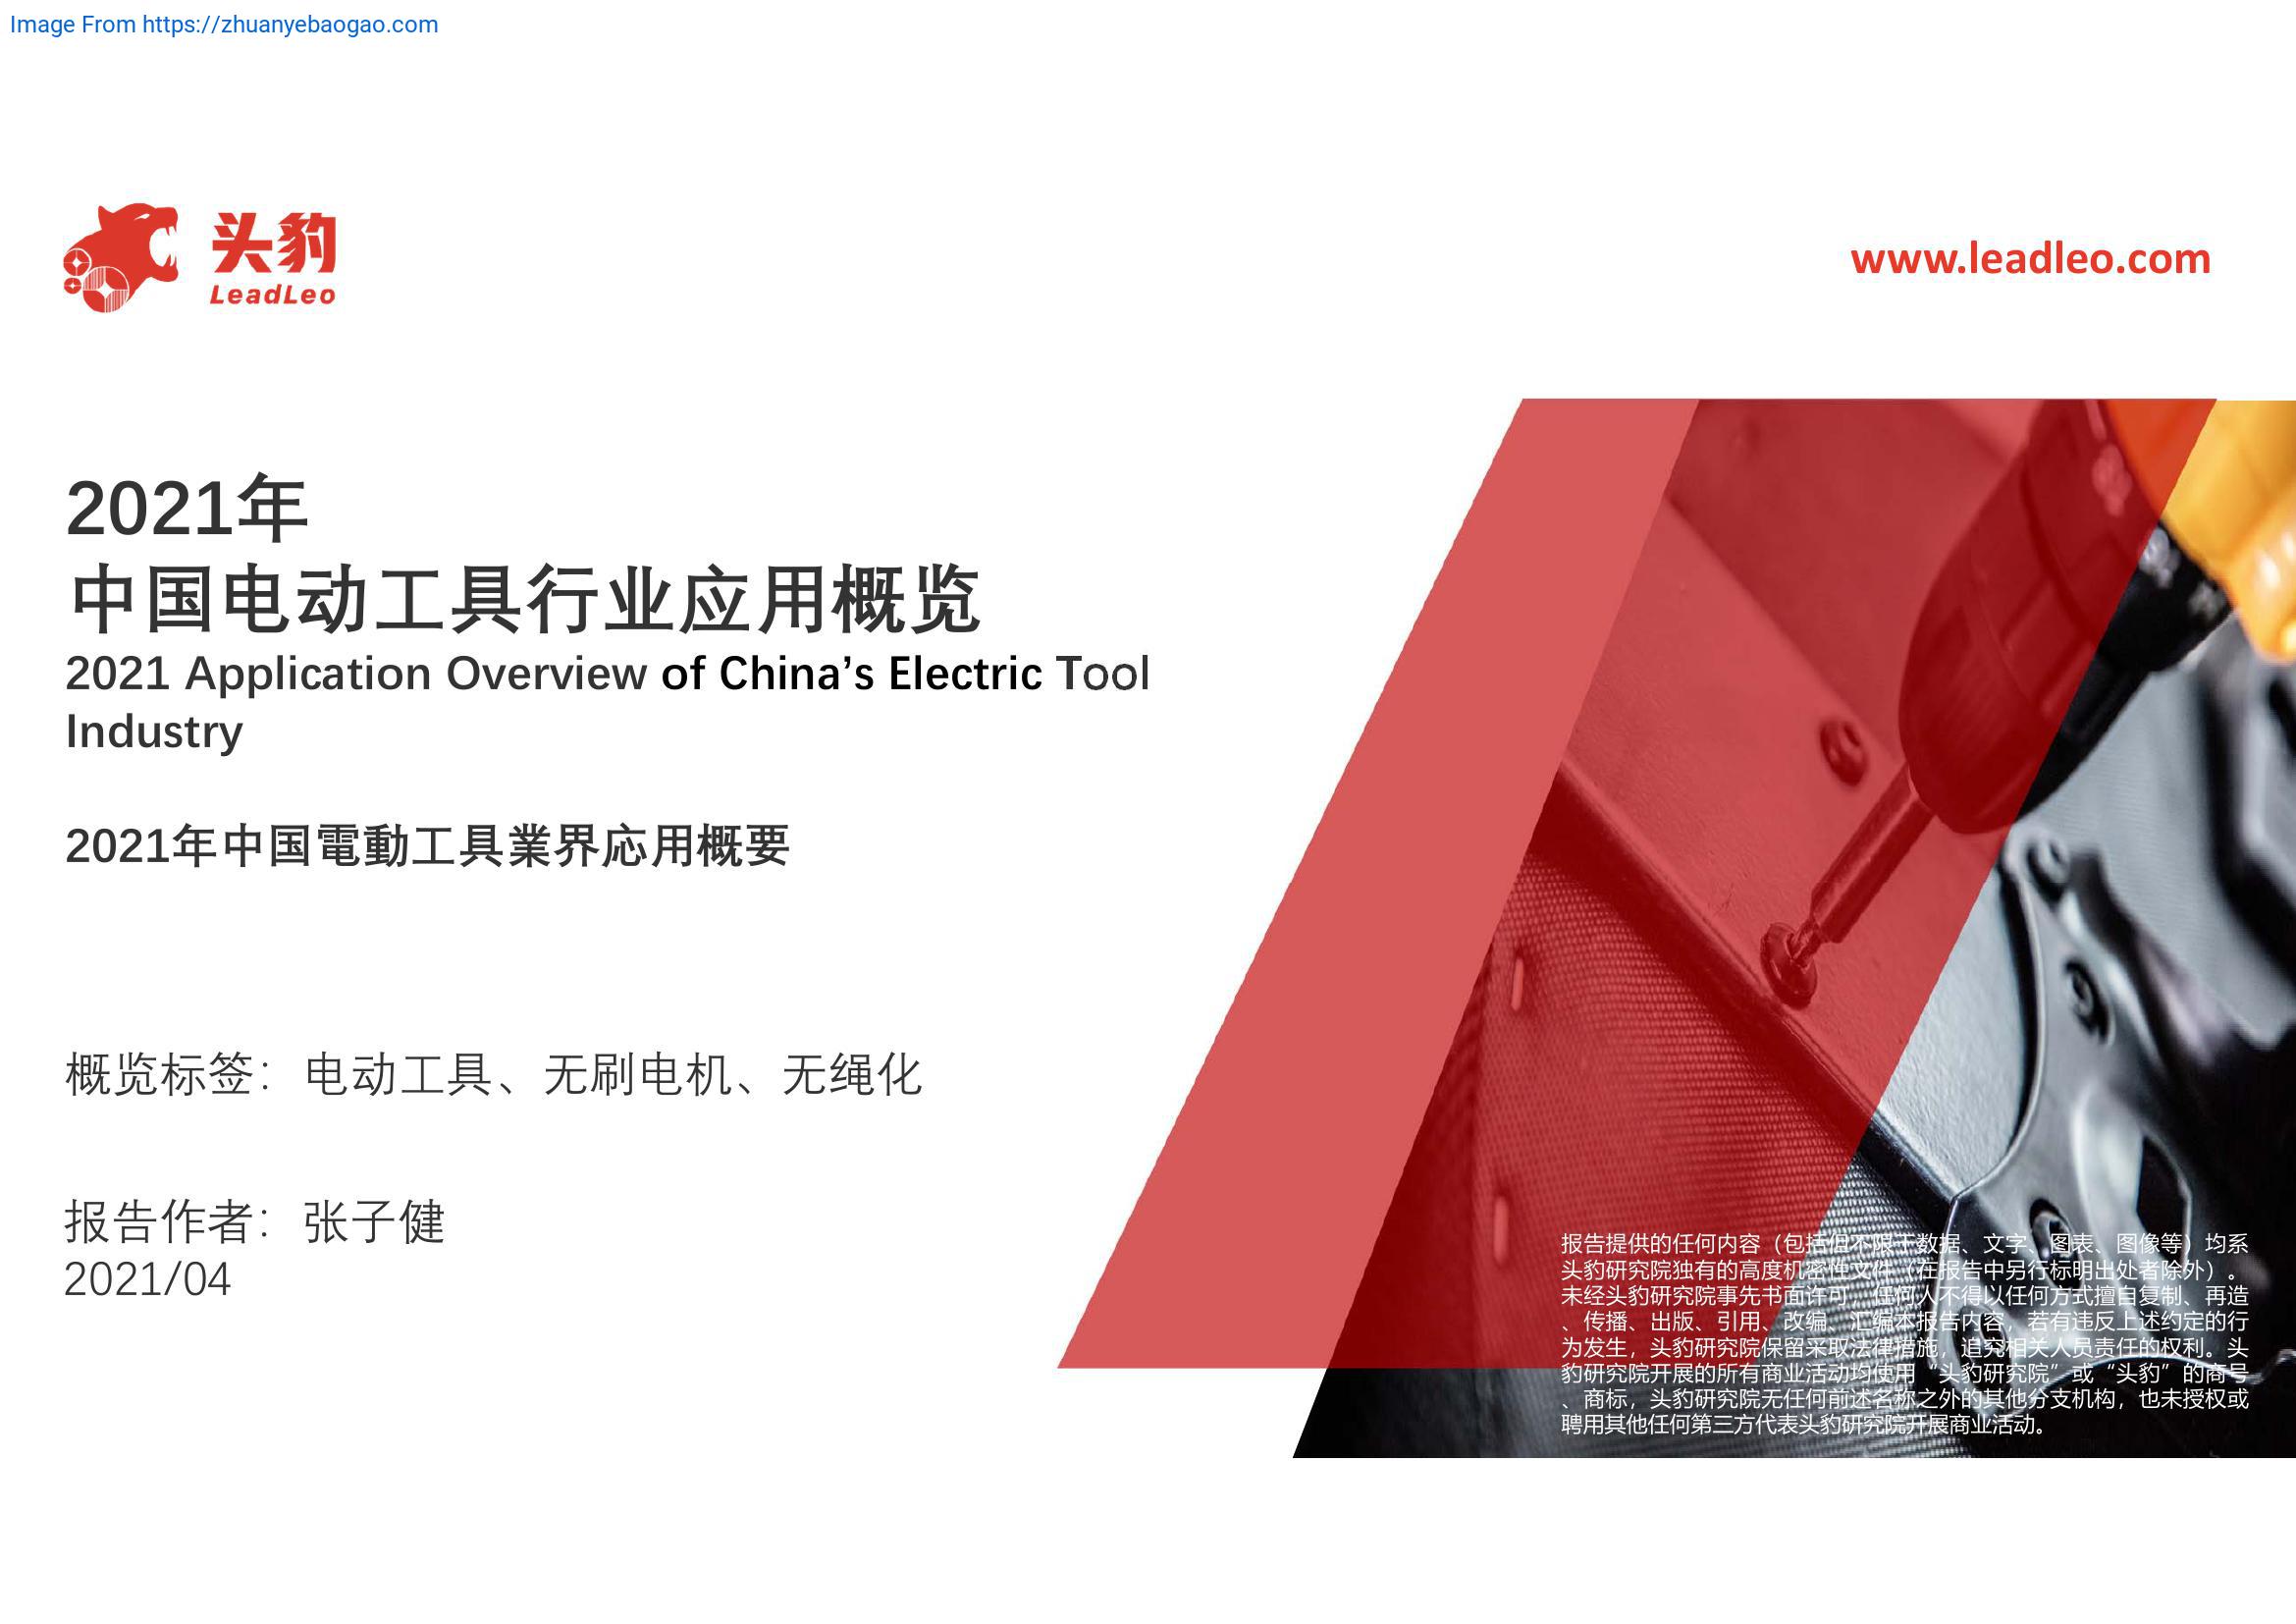 Image From https://zhuanyebaogao.com
头豹
LeadLeo
www.leadleo.com
2021年
中国电动工具行业应用概览
2021 Application Overview of China’s Electric Tool
Industry
2021年中国電動工具業界応用概要
概览标签：电动工具、无刷电机、无绳化
报告作者：张子健
2021/04
报告提供的任何内容（包括但不限于数据、文字、图表、图像等）均系
头豹研究院独有的高度机密性文件（在报告中另行标明出处者除外）。
未经头豹研究院事先书面许可，任何人不得以任何方式擅自复制、再造
、传播、出版、引用、改编、汇编本报告内容，若有违反上述约定的行
为发生，头豹研究院保留采取法律措施，追究相关人员责任的权利。头
豹研究院开展的所有商业活动均使用“头豹研究院”或“头豹”的商号
、商标，头豹研究院无任何前述名称之外的其他分支机构，也未授权或
聘用其他任何第三方代表头豹研究院开展商业活动。